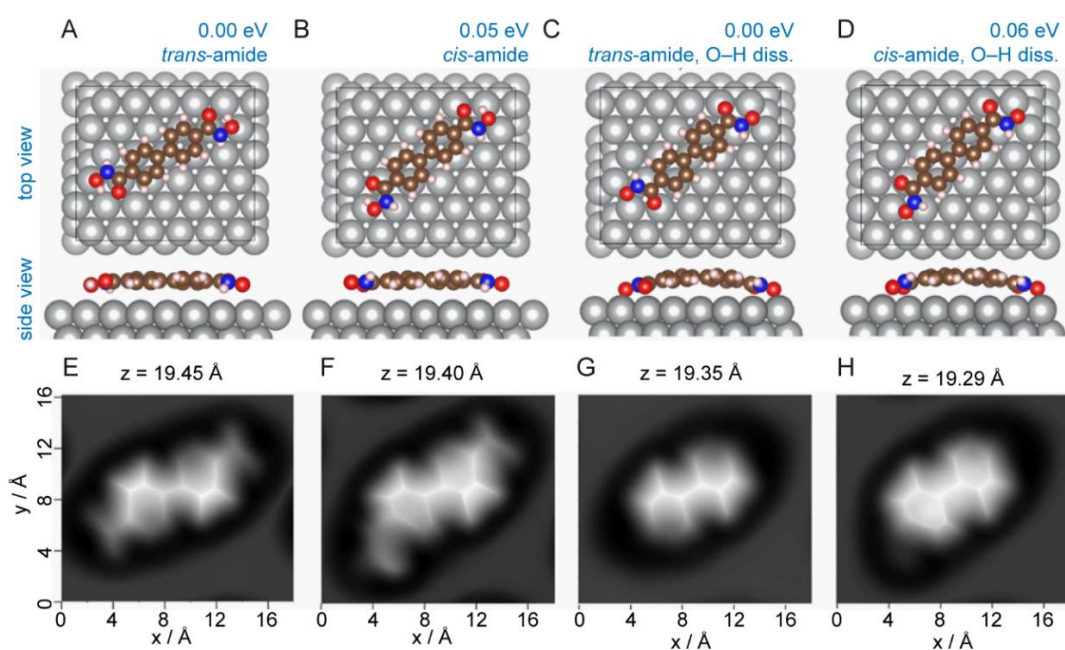 A 0.00 eV
trans-amide
B 0.05 eV
cis-amide
C 0.00 eV
trans-amide, O–H diss.
D 0.06 eV
cis-amide, O–H diss.
top view
side view
E z = 19.45 Å
F z = 19.40 Å
G z = 19.35 Å
H z = 19.29 Å
y / Å
16
12
8
4
0
0 4 8 12 16
x / Å
0 4 8 12 16
x / Å
0 4 8 12 16
x / Å
0 4 8 12 16
x / Å